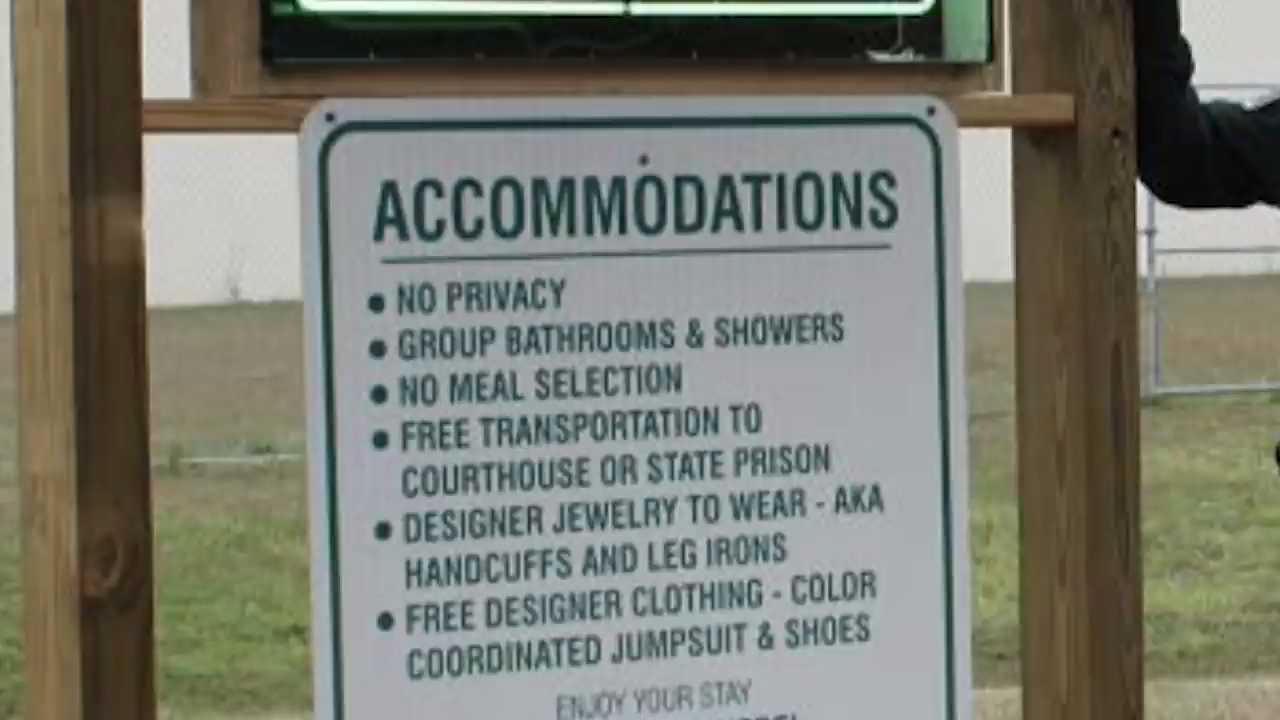 ACCOMMODATIONS
● NO PRIVACY
● GROUP BATHROOMS & SHOWERS
● NO MEAL SELECTION
● FREE TRANSPORTATION TO
COURTHOUSE OR STATE PRISON
● DESIGNER JEWELRY TO WEAR - AKA
HANDCUFFS AND LEG IRONS
● FREE DESIGNER CLOTHING - COLOR
COORDINATED JUMPSUIT & SHOES
ENJOY YOUR STAY